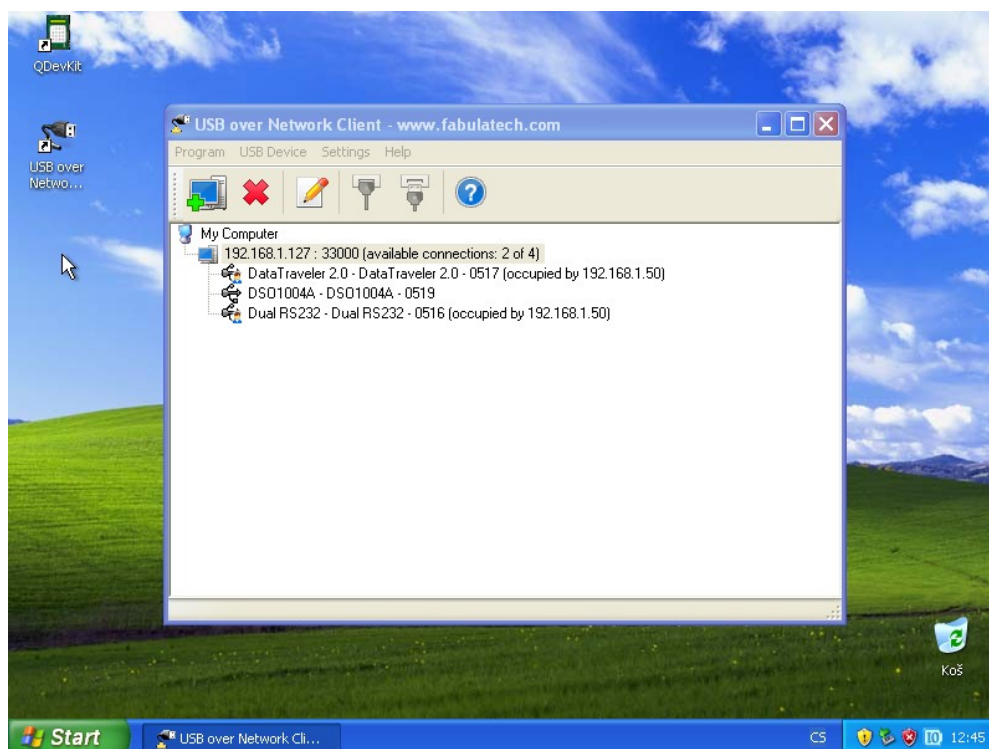 QDevKit
USB over
Netwo...
USB over Network Client - www.fabulatech.com
Program USB Device Settings Help
?
My Computer
192.168.1.127 : 33000 (available connections: 2 of 4)
DataTraveler 2.0 - DataTraveler 2.0 - 0517 (occupied by 192.168.1.50)
DSO1004A - DSO1004A - 0519
Dual RS232 - Dual RS232 - 0516 (occupied by 192.168.1.50)
Koš
Start
USB over Network Cli...
CS
12:45